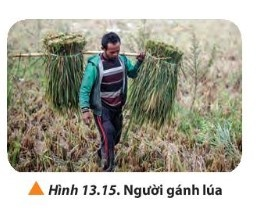 ▲ Hình 13.15. Người gánh lúa